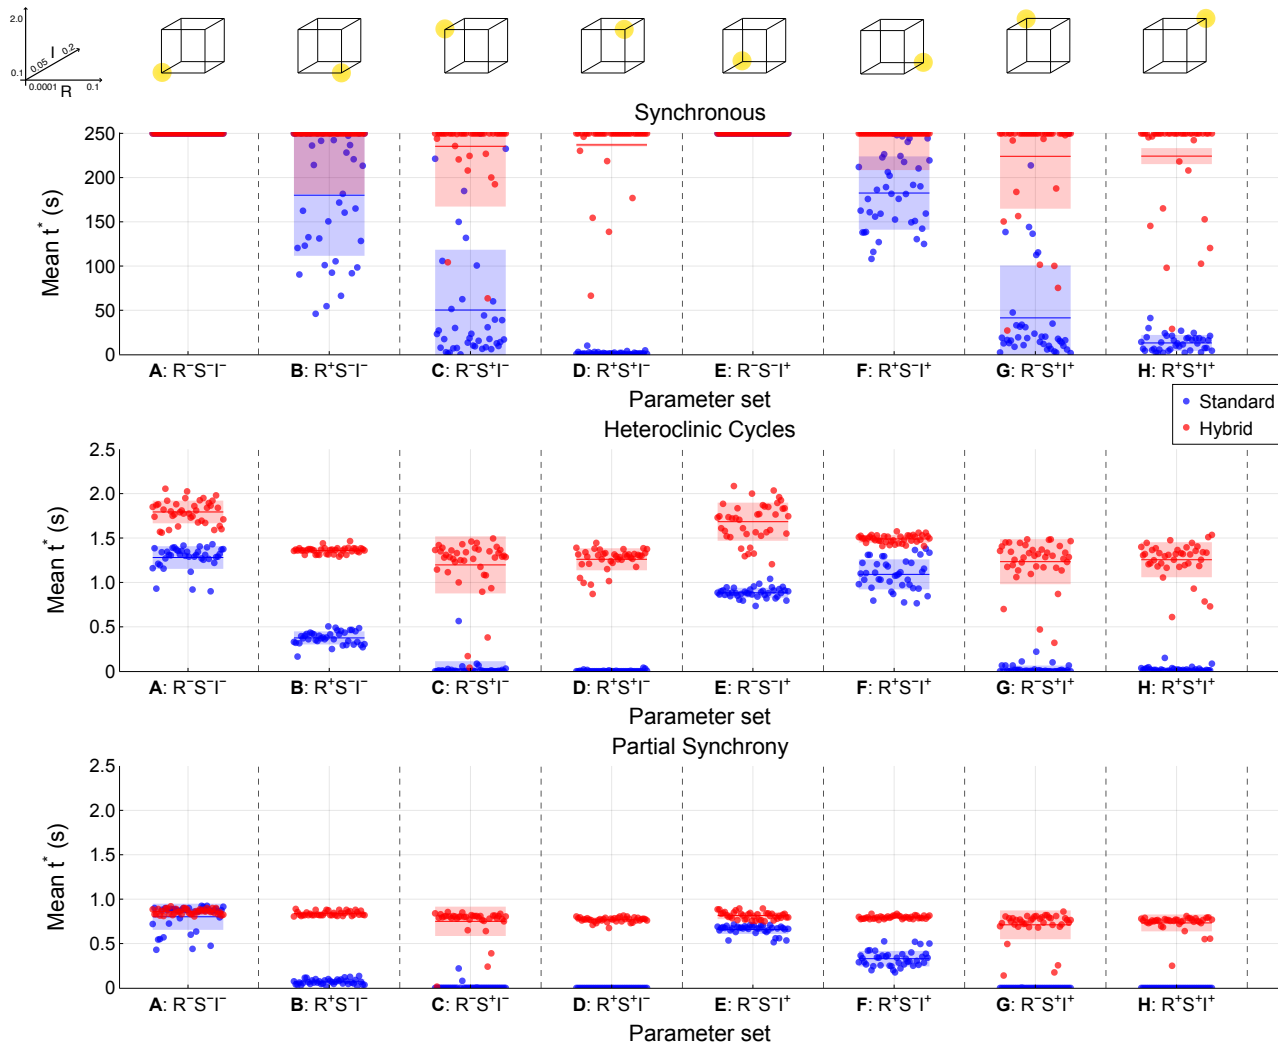 2.0
I
0.2
0.05
0.1
0.0001
R
0.1
Synchronous
250
200
150
100
50
0
Mean t* (s)
A: R⁻S⁻I⁻
B: R⁺S⁻I⁻
C: R⁻S⁺I⁻
D: R⁺S⁺I⁻
E: R⁻S⁻I⁺
F: R⁺S⁻I⁺
G: R⁻S⁺I⁺
H: R⁺S⁺I⁺
Parameter set
Standard
Hybrid
Heteroclinic Cycles
2.5
2.0
1.5
1.0
0.5
0
Mean t* (s)
A: R⁻S⁻I⁻
B: R⁺S⁻I⁻
C: R⁻S⁺I⁻
D: R⁺S⁺I⁻
E: R⁻S⁻I⁺
F: R⁺S⁻I⁺
G: R⁻S⁺I⁺
H: R⁺S⁺I⁺
Parameter set
Partial Synchrony
2.5
2.0
1.5
1.0
0.5
0
Mean t* (s)
A: R⁻S⁻I⁻
B: R⁺S⁻I⁻
C: R⁻S⁺I⁻
D: R⁺S⁺I⁻
E: R⁻S⁻I⁺
F: R⁺S⁻I⁺
G: R⁻S⁺I⁺
H: R⁺S⁺I⁺
Parameter set